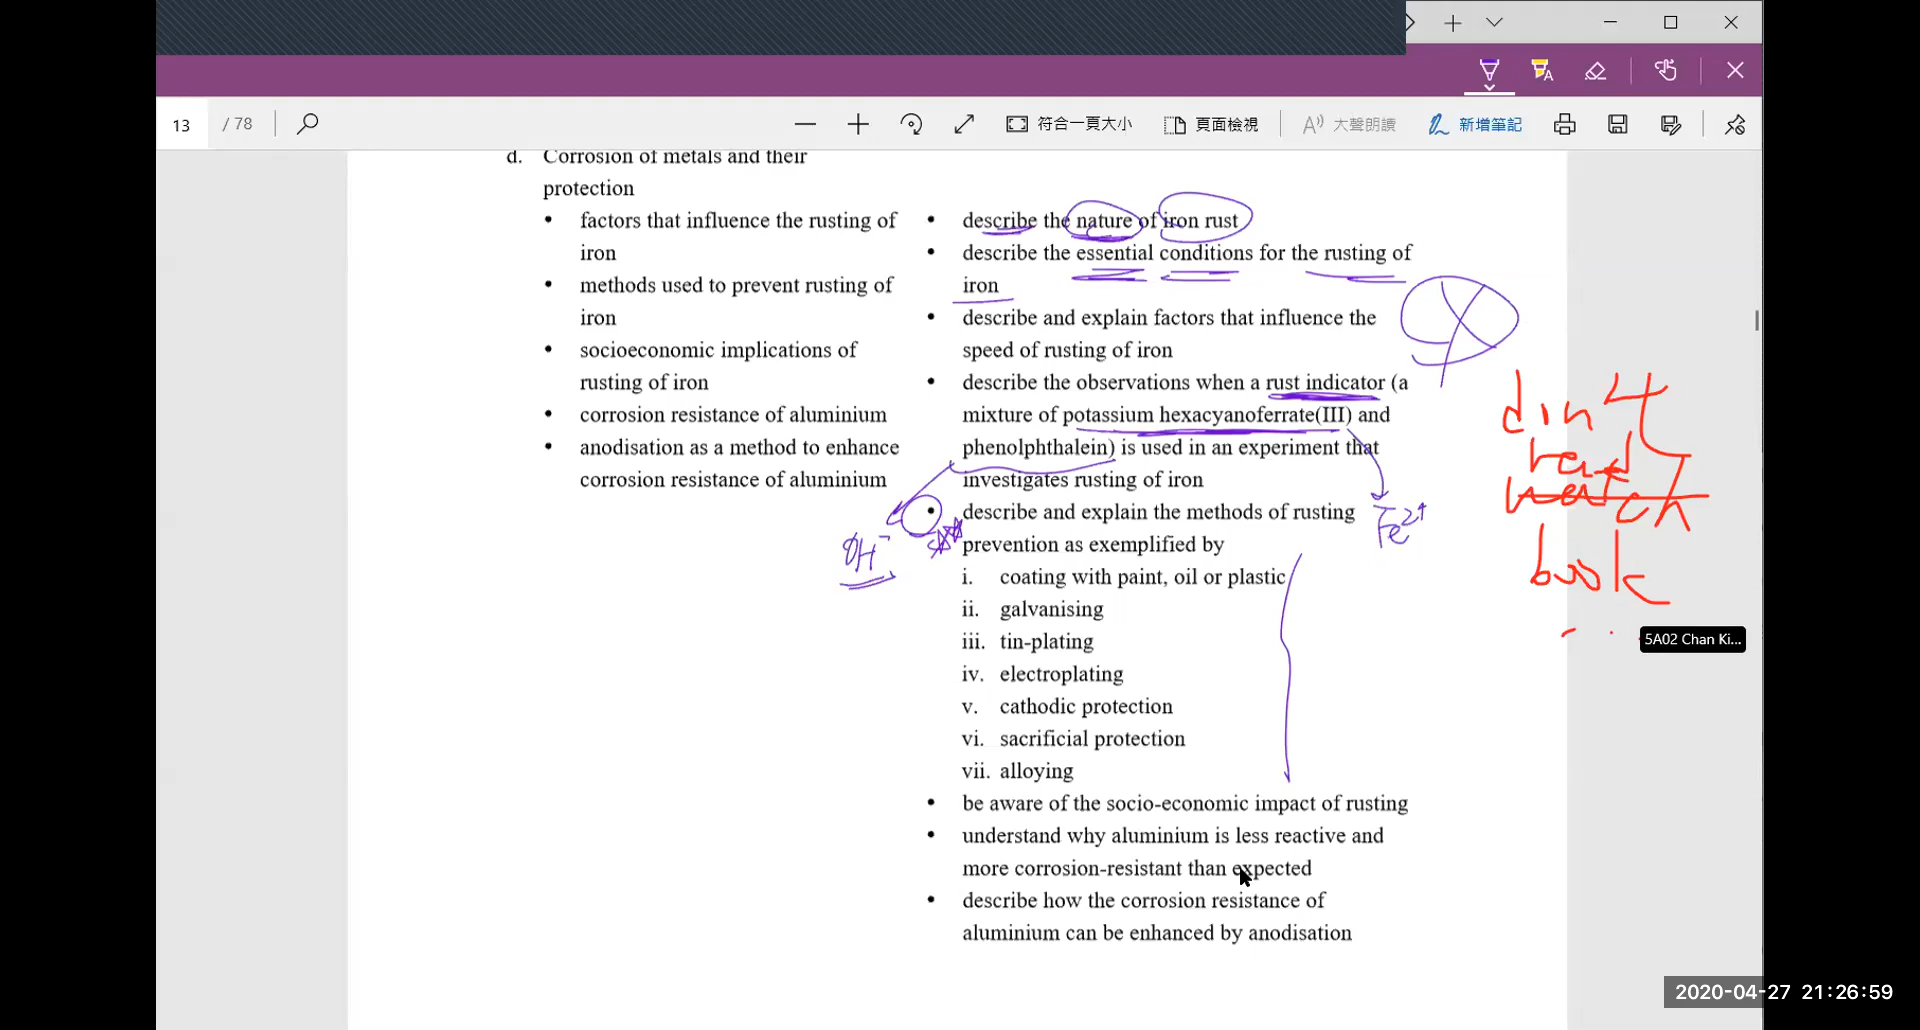 13 / 78
符合一頁大小
頁面檢視
大聲朗讀
新增筆記
d. Corrosion of metals and their
protection
• factors that influence the rusting of
iron
• methods used to prevent rusting of
iron
• socioeconomic implications of
rusting of iron
• corrosion resistance of aluminium
• anodisation as a method to enhance
corrosion resistance of aluminium
• describe the nature of iron rust
• describe the essential conditions for the rusting of
iron
• describe and explain factors that influence the
speed of rusting of iron
• describe the observations when a rust indicator (a
mixture of potassium hexacyanoferrate(III) and
phenolphthalein) is used in an experiment that
investigates rusting of iron
• describe and explain the methods of rusting
prevention as exemplified by
i. coating with paint, oil or plastic
ii. galvanising
iii. tin-plating
iv. electroplating
v. cathodic protection
vi. sacrificial protection
vii. alloying
• be aware of the socio-economic impact of rusting
• understand why aluminium is less reactive and
more corrosion-resistant than expected
• describe how the corrosion resistance of
aluminium can be enhanced by anodisation
OH⁻
Fe²⁺
din
read
watch
book
5A02 Chan Ki...
2020-04-27 21:26:59